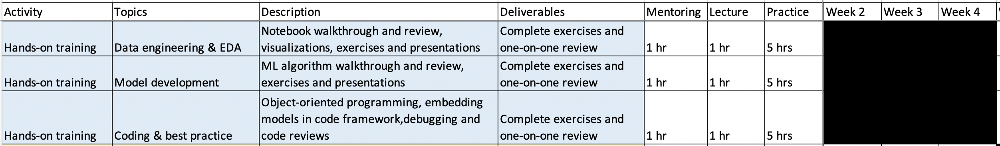 Activity Topics Description Deliverables Mentoring Lecture Practice Week 2 Week 3 Week 4
Notebook walkthrough and review, Complete exercises and
Hands-on training Data engineering & EDA visualizations, exercises and presentations one-on-one review 1 hr 1 hr 5 hrs
ML algorithm walkthrough and review, Complete exercises and
Hands-on training Model development exercises and presentations one-on-one review 1 hr 1 hr 5 hrs
Object-oriented programming, embedding
models in code framework,debugging and Complete exercises and
Hands-on training Coding & best practice code reviews one-on-one review 1 hr 1 hr 5 hrs